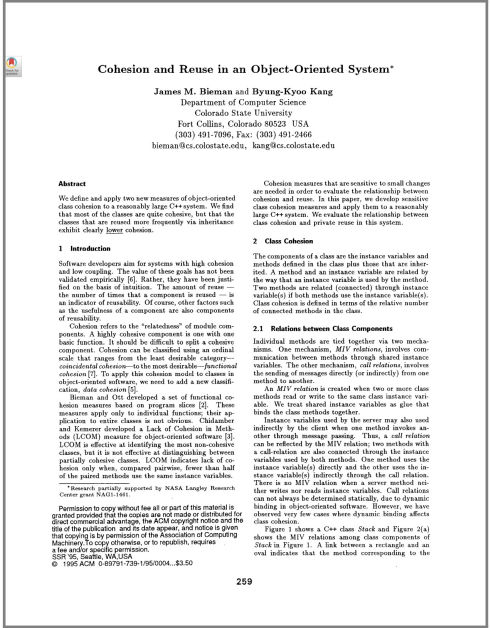 Cohesion and Reuse in an Object-Oriented System*
James M. Bieman and Byung-Kyoo Kang
Department of Computer Science
Colorado State University
Fort Collins, Colorado 80523 USA
(303) 491-7096, Fax: (303) 491-2466
bieman@cs.colostate.edu, kang@cs.colostate.edu
Abstract
We define and apply two new measures of object-oriented
class cohesion to a reasonably large C++ system. We find
that most of the classes are quite cohesive, but that the
classes that are reused more frequently via inheritance
exhibit clearly lower cohesion.
1 Introduction
Software developers aim for systems with high cohesion
and low coupling. The value of these goals has not been
validated empirically [6]. Rather, they have been justi-
fied on the basis of intuition. The amount of reuse —
the number of times that a component is reused — is
an indicator of reusability. Of course, other factors such
as the usefulness of a component are also components
of reusability.
Cohesion refers to the "relatedness" of module com-
ponents. A highly cohesive component is one with one
basic function. It should be difficult to split a cohesive
component. Cohesion can be classified using an ordinal
scale that ranges from the least desirable category—
coincidental cohesion—to the most desirable—functional
cohesion [7]. To apply this cohesion model to classes in
object-oriented software, we need to add a new classifi-
cation, data cohesion [5].
Bieman and Ott developed a set of functional co-
hesion measures based on program slices [2]. These
measures apply only to individual functions; their ap-
plication to entire classes is not obvious. Chidamber
and Kemerer developed a Lack of Cohesion in Meth-
ods (LCOM) measure for object-oriented software [3].
LCOM is effective at identifying the most non-cohesive
classes, but it is not effective at distinguishing between
partially cohesive classes. LCOM indicates lack of co-
hesion only when, compared pairwise, fewer than half
of the paired methods use the same instance variables.
*Research partially supported by NASA Langley Research
Center grant NAG1-1461.
Permission to copy without fee all or part of this material is
granted provided that the copies are not made or distributed for
direct commercial advantage, the ACM copyright notice and the
title of the publication and its date appear, and notice is given
that copying is by permission of the Association of Computing
Machinery. To copy otherwise, or to republish, requires
a fee and/or specific permission.
SSR '95, Seattle, WA, USA
© 1995 ACM 0-89791-739-1/95/0004...$3.50
Cohesion measures that are sensitive to small changes
are needed in order to evaluate the relationship between
cohesion and reuse. In this paper, we develop sensitive
class cohesion measures and apply them to a reasonably
large C++ system. We evaluate the relationship between
class cohesion and private reuse in this system.
2 Class Cohesion
The components of a class are the instance variables and
methods defined in the class plus those that are inher-
ited. A method and an instance variable are related by
the way that an instance variable is used by the method.
Two methods are related (connected) through instance
variable(s) if both methods use the instance variable(s).
Class cohesion is defined in terms of the relative number
of connected methods in the class.
2.1 Relations between Class Components
Individual methods are tied together via two mecha-
nisms. One mechanism, MIV relations, involves com-
munication between methods through shared instance
variables. The other mechanism, call relations, involves
the sending of messages directly (or indirectly) from one
method to another.
An MIV relation is created when two or more class
methods read or write to the same class instance vari-
able. We treat shared instance variables as glue that
binds the class methods together.
Instance variables used by the server may also used
indirectly by the client when one method invokes an-
other through message passing. Thus, a call relation
can be reflected by the MIV relation; two methods with
a call-relation are also connected through the instance
variables used by both methods. One method uses the
instance variable(s) directly and the other uses the in-
stance variable(s) indirectly through the call relation.
There is no MIV relation when a server method nei-
ther writes nor reads instance variables. Call relations
can not always be determined statically, due to dynamic
binding in object-oriented software. However, we have
observed very few cases where dynamic binding affects
class cohesion.
Figure 1 shows a C++ class Stack and Figure 2(a)
shows the MIV relations among class components of
Stack in Figure 1. A link between a rectangle and an
oval indicates that the method corresponding to the
259